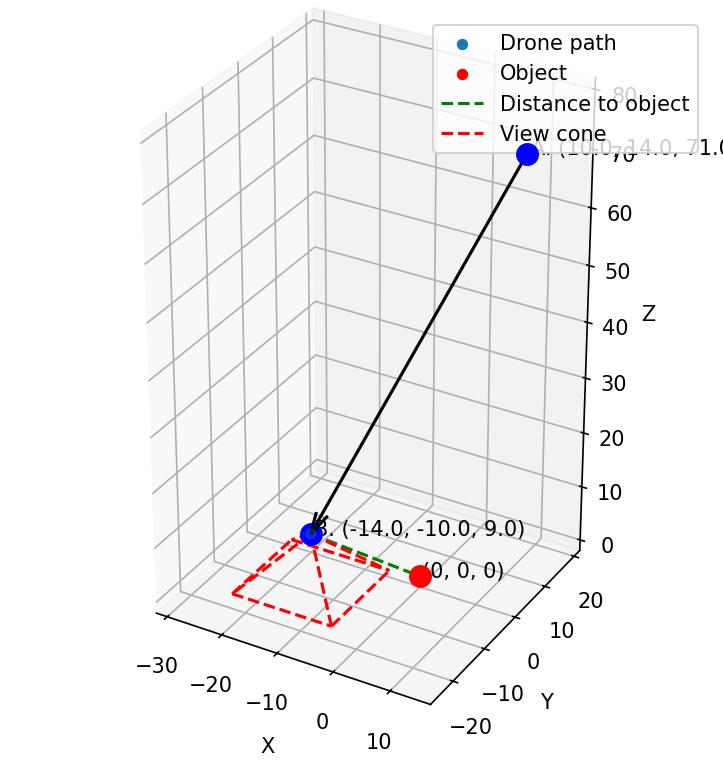 Drone path
Object
Distance to object
View cone
80
70
60
50
40
30
20
10
0
Z
B. (-14.0, -10.0, 9.0)
(0, 0, 0)
−30
−20
−10
0
10
X
−20
−10
0
10
20
Y